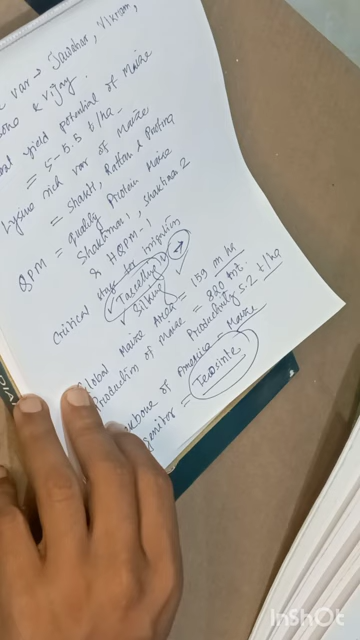 var → Jawahar, Vikram,
& Vijay.
yield potential of Maize
= 5-5.5 t/ha
Lysine rich var of Maize
= Shakti, Rattan & Protina
QPM = Quality Protein Maize
Shaktiman 1, Shaktiman 2
& HQPM-1
Critical stage for irrigation
Silking
Global Maize Area = 159 m ha
Production of Maize = 820 mt.
Productivity 5.2 t/ha
of America = Maize
= Teosinte
InShOt